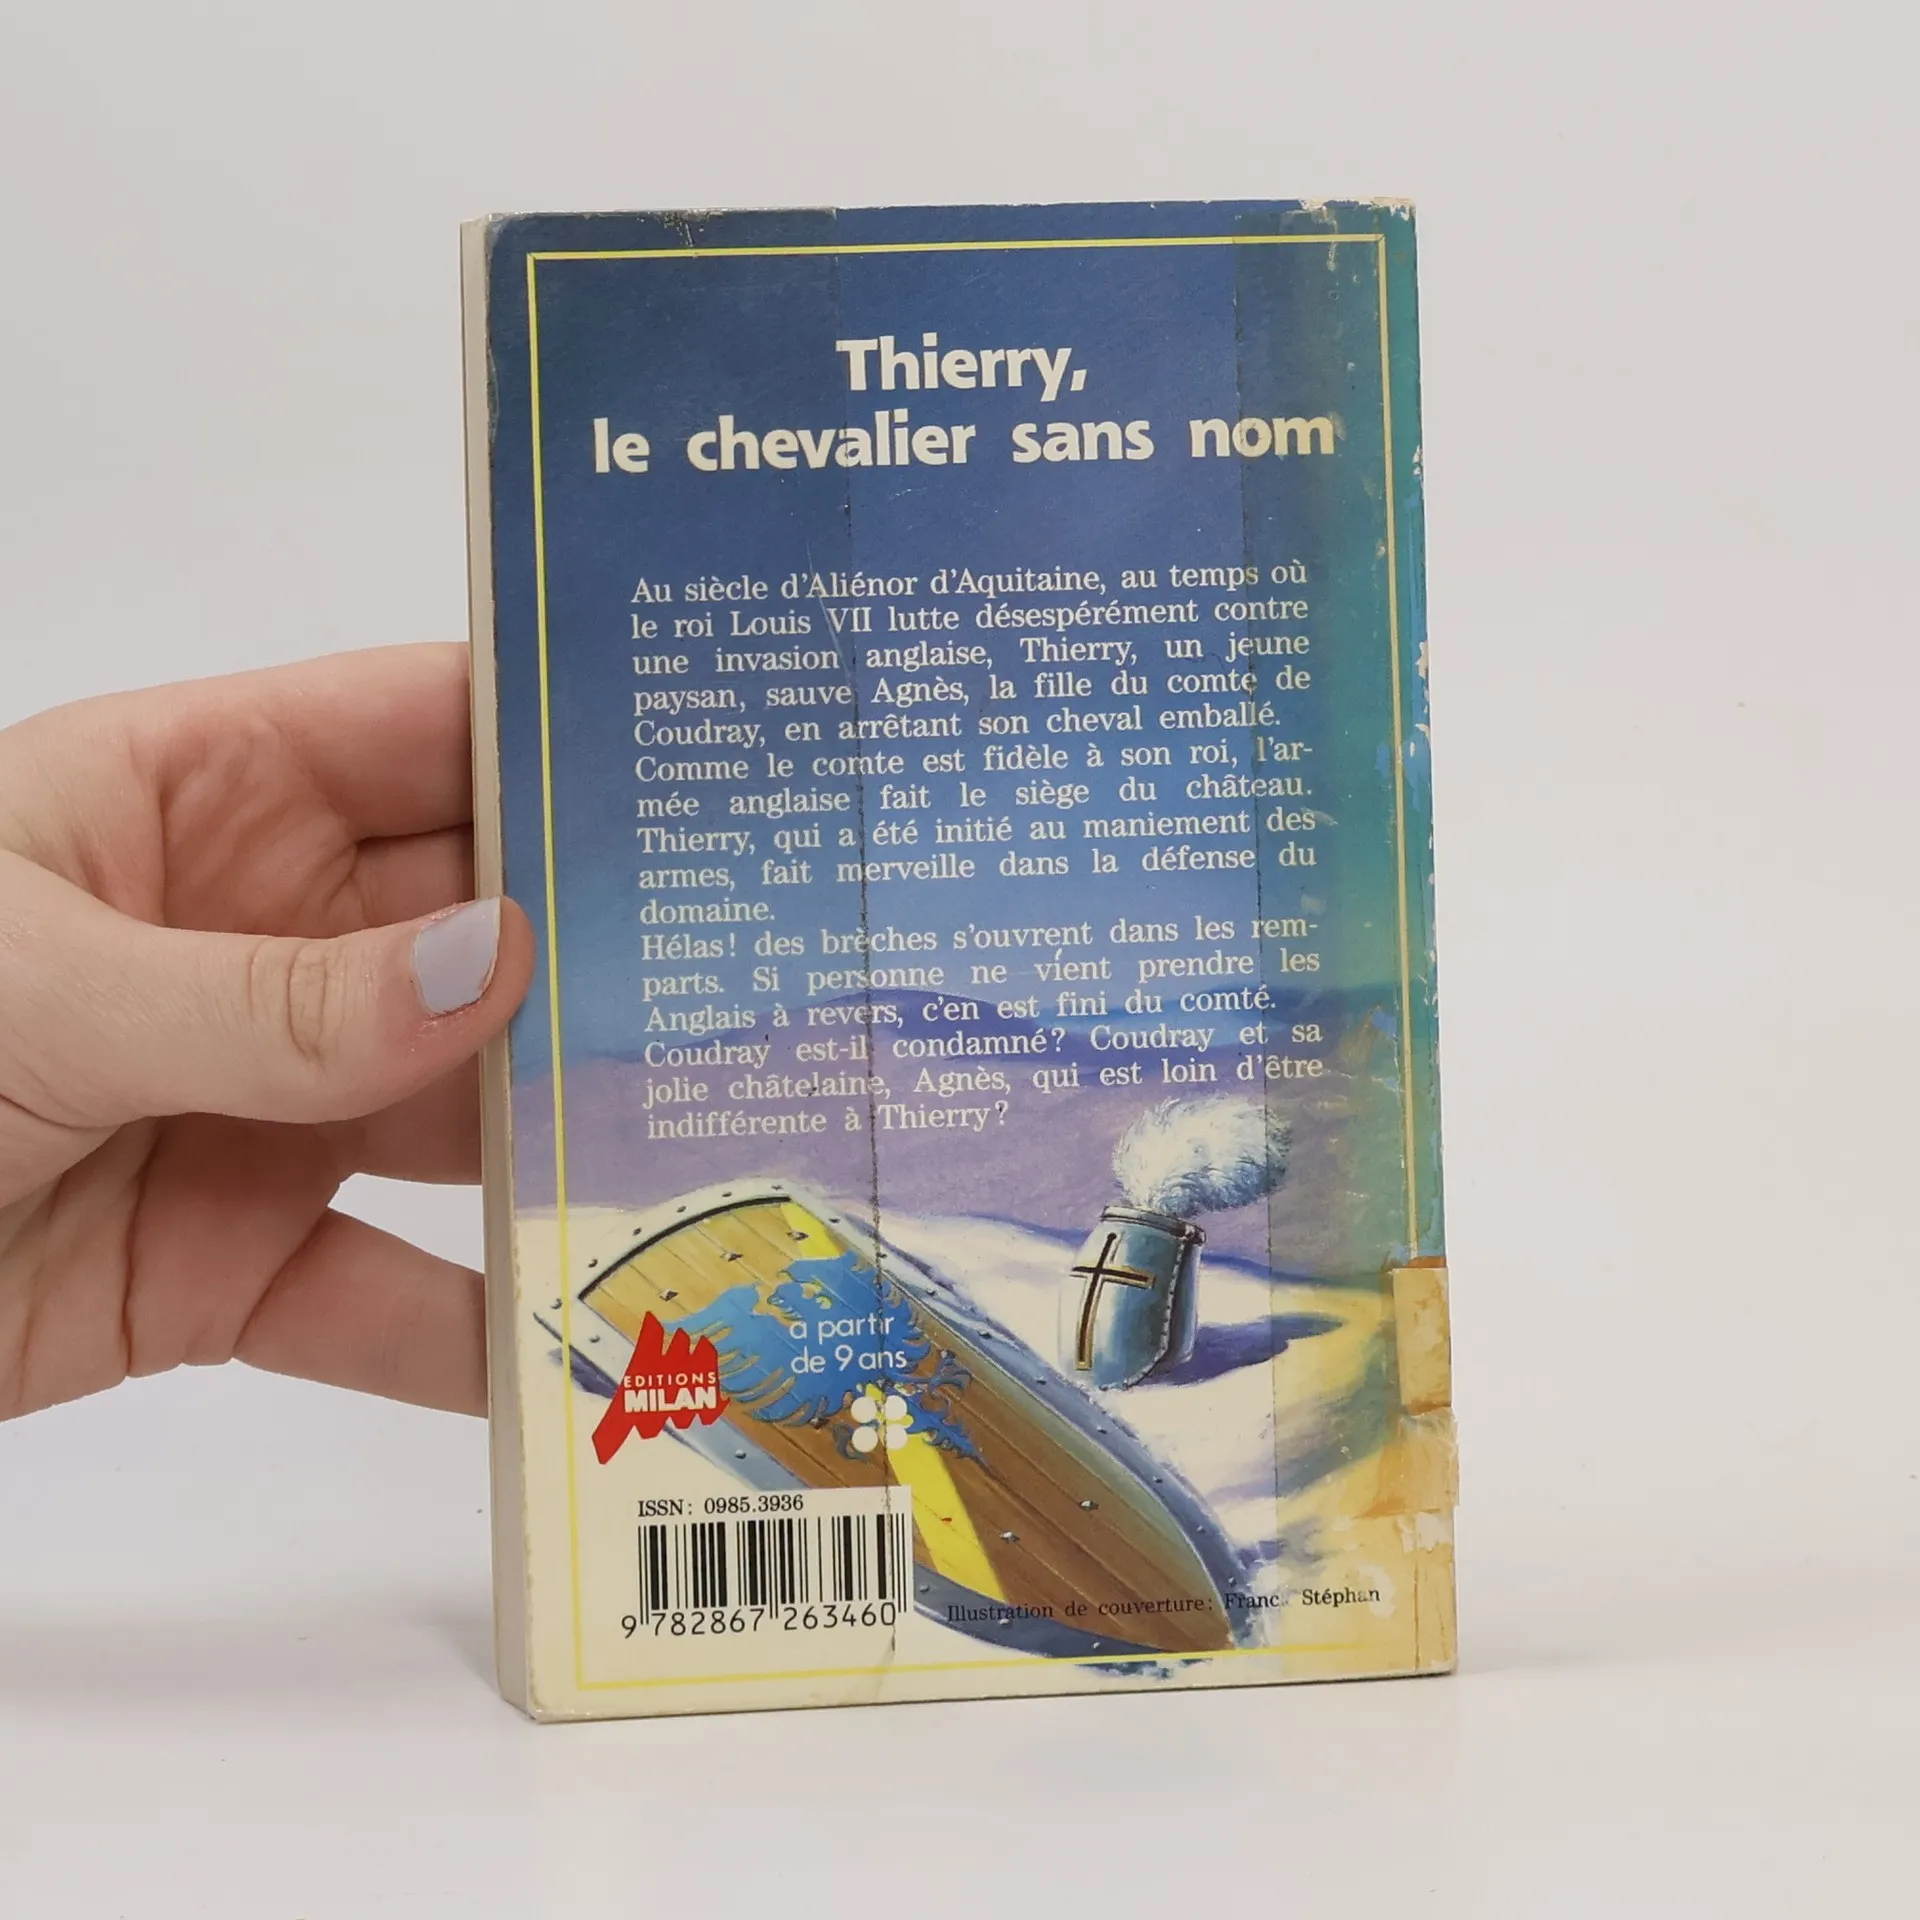 Thierry,
le chevalier sans nom
Au siècle d'Aliénor d'Aquitaine, au temps où
le roi Louis VII lutte désespérément contre
une invasion anglaise, Thierry, un jeune
paysan, sauve Agnès, la fille du comte de
Coudray, en arrêtant son cheval emballé.
Comme le comte est fidèle à son roi, l'ar-
mée anglaise fait le siège du château.
Thierry, qui a été initié au maniement des
armes, fait merveille dans la défense du
domaine.
Hélas! des brèches s'ouvrent dans les rem-
parts. Si personne ne vient prendre les
Anglais à revers, c'en est fini du comté.
Coudray est-il condamné? Coudray et sa
jolie châtelaine, Agnès, qui est loin d'être
indifférente à Thierry?
à partir
de 9 ans
EDITIONS
MILAN
ISSN: 0985.3936
9 782867 263460
Illustration de couverture: Stéphan